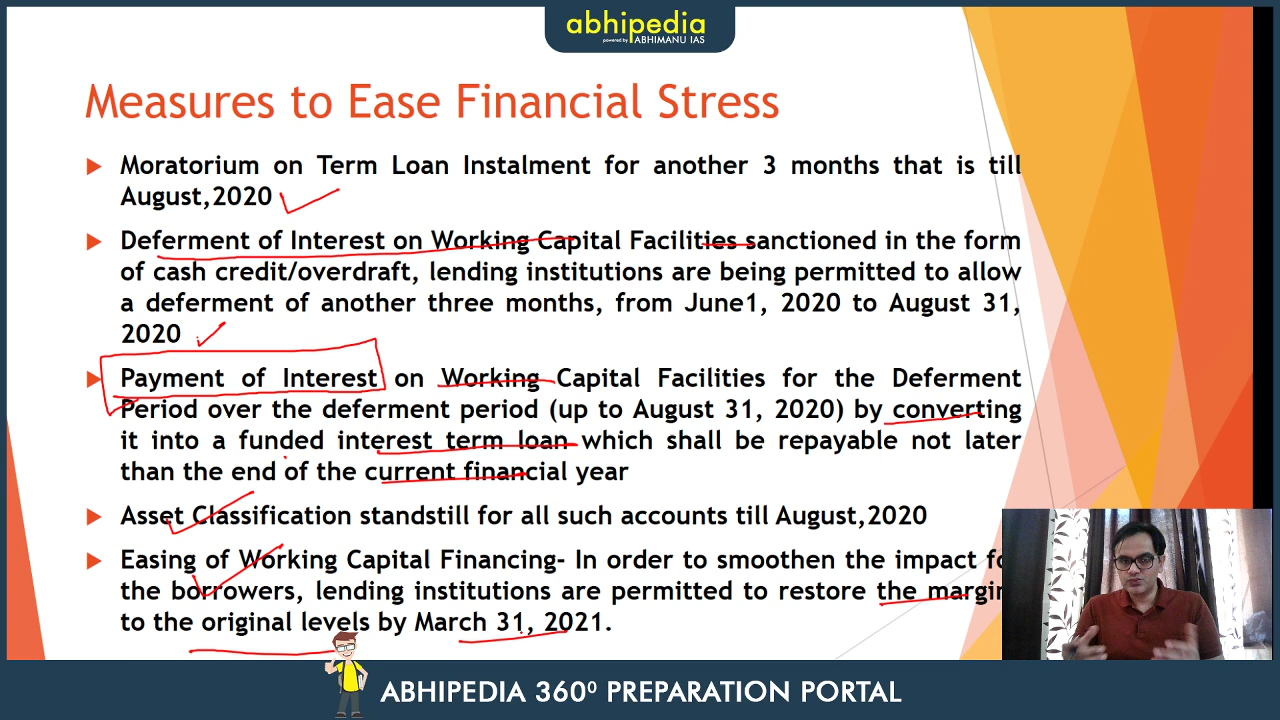 abhipedia
powered by ABHIMANU IAS
Measures to Ease Financial Stress
Moratorium on Term Loan Instalment for another 3 months that is till
August,2020
Deferment of Interest on Working Capital Facilities sanctioned in the form
of cash credit/overdraft, lending institutions are being permitted to allow
a deferment of another three months, from June1, 2020 to August 31,
2020
Payment of Interest on Working Capital Facilities for the Deferment
Period over the deferment period (up to August 31, 2020) by converting
it into a funded interest term loan which shall be repayable not later
than the end of the current financial year
Asset Classification standstill for all such accounts till August,2020
Easing of Working Capital Financing- In order to smoothen the impact
the borrowers, lending institutions are permitted to restore the margin
to the original levels by March 31, 2021.
ABHIPEDIA 360⁰ PREPARATION PORTAL